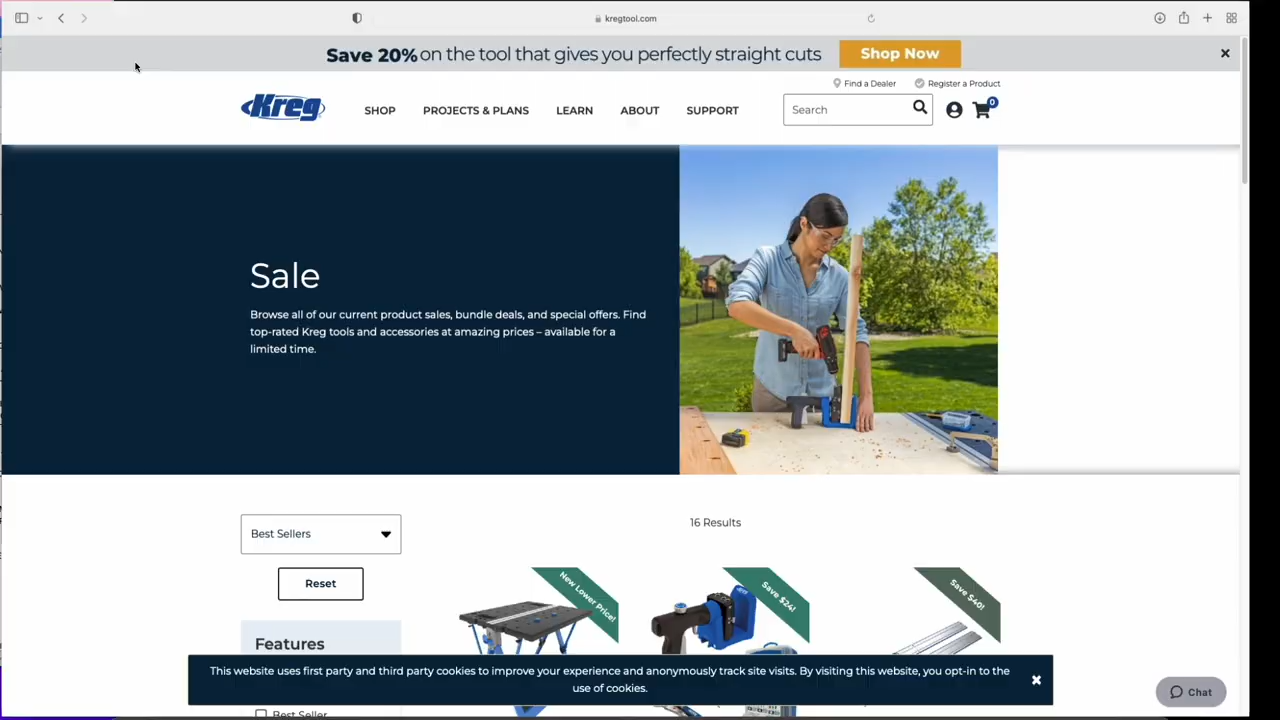 kregtool.com
Save 20% on the tool that gives you perfectly straight cuts
Shop Now
Find a Dealer
Register a Product
Kreg
SHOP
PROJECTS & PLANS
LEARN
ABOUT
SUPPORT
Search
0
Sale
Browse all of our current product sales, bundle deals, and special offers. Find
top-rated Kreg tools and accessories at amazing prices – available for a
limited time.
Best Sellers
16 Results
Reset
New Lower Price!
Save $24!
Save $40!
Features
This website uses first party and third party cookies to improve your experience and anonymously track site visits. By visiting this website, you opt-in to the
use of cookies.
Chat
Best Seller